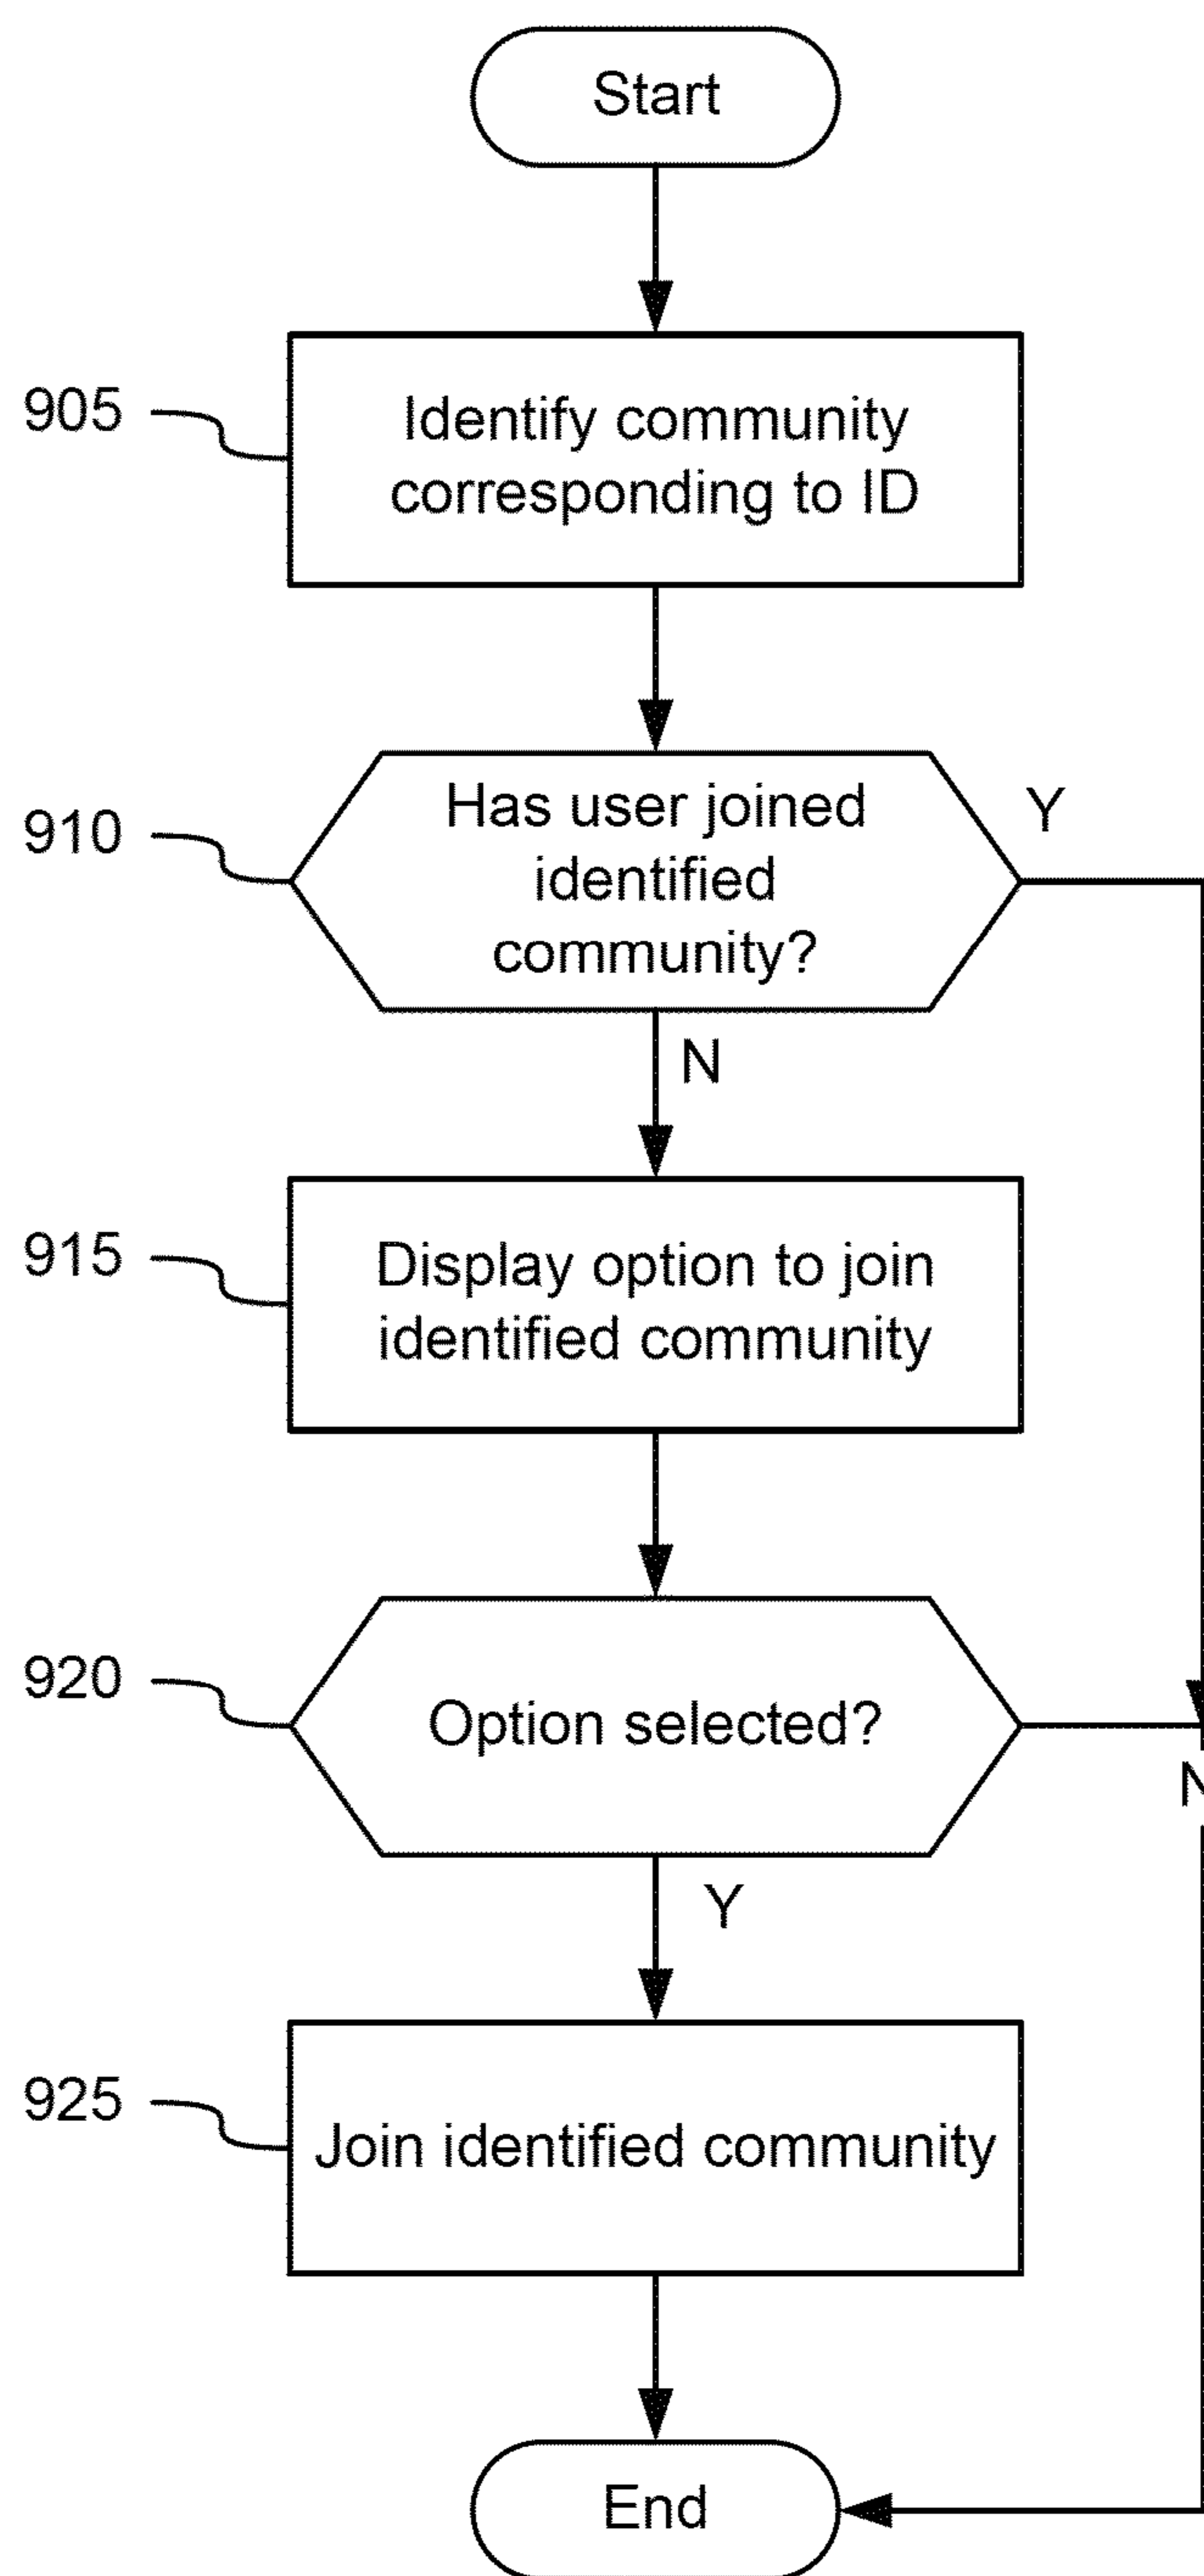 Start
905
Identify community
corresponding to ID
910
Has user joined
identified
community?
Y
N
915
Display option to join
identified community
920
Option selected?
N
Y
925
Join identified community
End